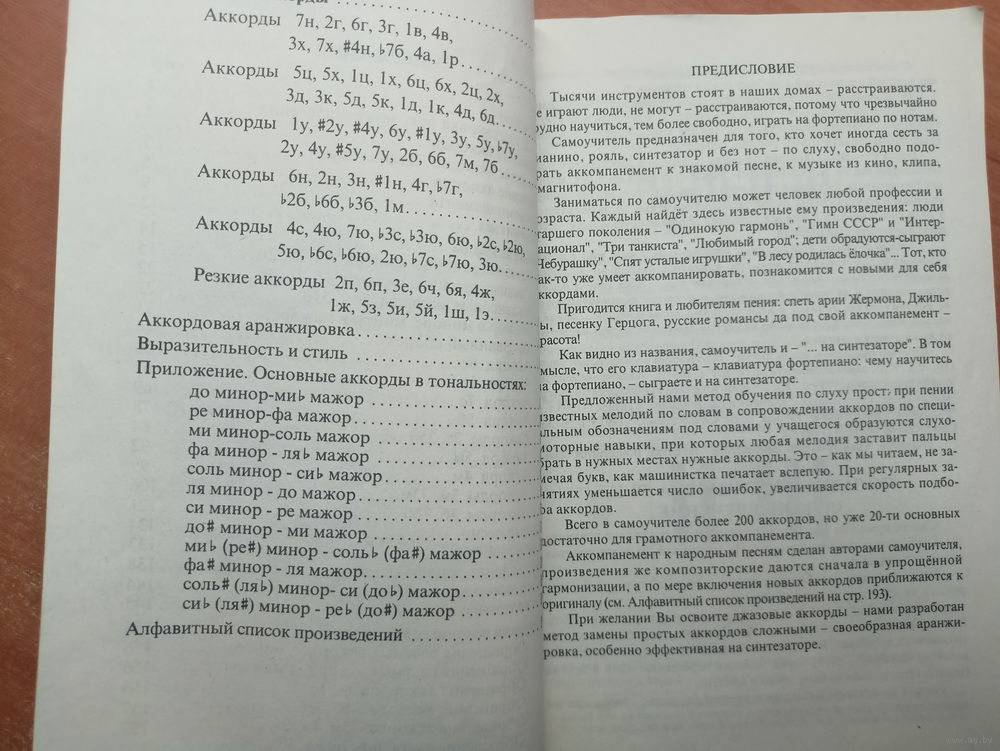 Аккорды 7н, 2г, 6г, 3г, 1в, 4в,
3х, 7х, #4н, ♭7б, 4а, 1р
Аккорды 5ц, 5х, 1ц, 1х, 6ц, 6х, 2ц, 2х,
3д, 3к, 5д, 5к, 1д, 1к, 4д, 6д
Аккорды 1у, #2у, #4у, 6у, #1у, 3у, 5у, ♭7у,
2у, 4у, #5у, 7у, 2б, 6б, 7м, 7б
Аккорды 6н, 2н, 3н, #1н, 4г, ♭7г,
♭2б, ♭6б, ♭3б, 1м
Аккорды 4с, 4ю, 7ю, ♭3с, ♭3ю, 6ю, ♭2с, ♭2ю,
5ю, ♭6с, ♭6ю, 2ю, ♭7с, ♭7ю, 3ю
Резкие аккорды 2п, 6п, 3е, 6ч, 6я, 4ж,
1ж, 5з, 5и, 5й, 1ш, 1э
Аккордовая аранжировка
Выразительность и стиль
Приложение. Основные аккорды в тональностях:
до минор-ми♭ мажор
ре минор-фа мажор
ми минор-соль мажор
фа минор - ля♭ мажор
соль минор - си♭ мажор
ля минор - до мажор
си минор - ре мажор
до# минор - ми мажор
ми♭ (ре#) минор - соль♭ (фа#) мажор
фа# минор - ля мажор
соль# (ля♭) минор- си (до♭) мажор
си♭ (ля#) минор - ре♭ (до#) мажор
Алфавитный список произведений
ПРЕДИСЛОВИЕ
Тысячи инструментов стоят в наших домах – расстраиваются.
е играют люди, не могут – расстраиваются, потому что чрезвычайно
рудно научиться, тем более свободно, играть на фортепиано по нотам.
Самоучитель предназначен для того, кто хочет иногда сесть за
ианино, рояль, синтезатор и без нот – по слуху, свободно подо-
рать аккомпанемент к знакомой песне, к музыке из кино, клипа,
магнитофона.
Заниматься по самоучителю может человек любой профессии и
озраста. Каждый найдёт здесь известные ему произведения: люди
таршего поколения – "Одинокую гармонь", "Гимн СССР" и "Интер-
ационал", "Три танкиста", "Любимый город"; дети обрадуются-сыграют
Чебурашку", "Спят усталые игрушки", "В лесу родилась ёлочка"... Тот, кто
ак-то уже умеет аккомпанировать, познакомится с новыми для себя
ккордами.
Пригодится книга и любителям пения: спеть арии Жермона, Джиль-
ы, песенку Герцога, русские романсы да под свой аккомпанемент –
расота!
Как видно из названия, самоучитель и – "... на синтезаторе". В том
мысле, что его клавиатура – клавиатура фортепиано: чему научитесь
на фортепиано, – сыграете и на синтезаторе.
Предложенный нами метод обучения по слуху прост: при пении
известных мелодий по словам в сопровождении аккордов по специ-
альным обозначениям под словами у учащегося образуются слухо-
моторные навыки, при которых любая мелодия заставит пальцы
брать в нужных местах нужные аккорды. Это – как мы читаем, не за-
мечая букв, как машинистка печатает вслепую. При регулярных за-
нятиях уменьшается число ошибок, увеличивается скорость подбо-
ра аккордов.
Всего в самоучителе более 200 аккордов, но уже 20-ти основных
достаточно для грамотного аккомпанемента.
Аккомпанемент к народным песням сделан авторами самоучителя,
произведения же композиторские даются сначала в упрощённой
гармонизации, а по мере включения новых аккордов приближаются к
оригиналу (см. Алфавитный список произведений на стр. 193).
При желании Вы освоите джазовые аккорды – нами разработан
метод замены простых аккордов сложными – своеобразная аранжи-
ровка, особенно эффективная на синтезаторе.
www.ay.by